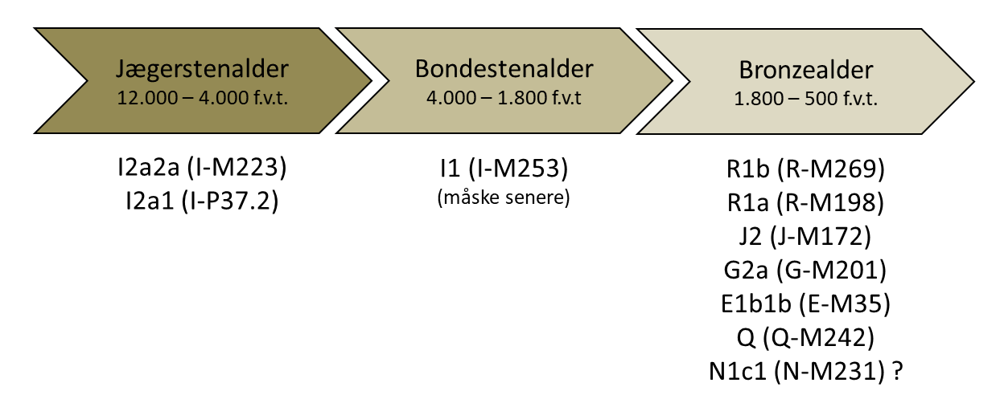 Jægerstenalder
12.000 – 4.000 f.v.t.
I2a2a (I-M223)
I2a1 (I-P37.2)
Bondestenalder
4.000 – 1.800 f.v.t
I1 (I-M253)
(måske senere)
Bronzealder
1.800 – 500 f.v.t.
R1b (R-M269)
R1a (R-M198)
J2 (J-M172)
G2a (G-M201)
E1b1b (E-M35)
Q (Q-M242)
N1c1 (N-M231) ?